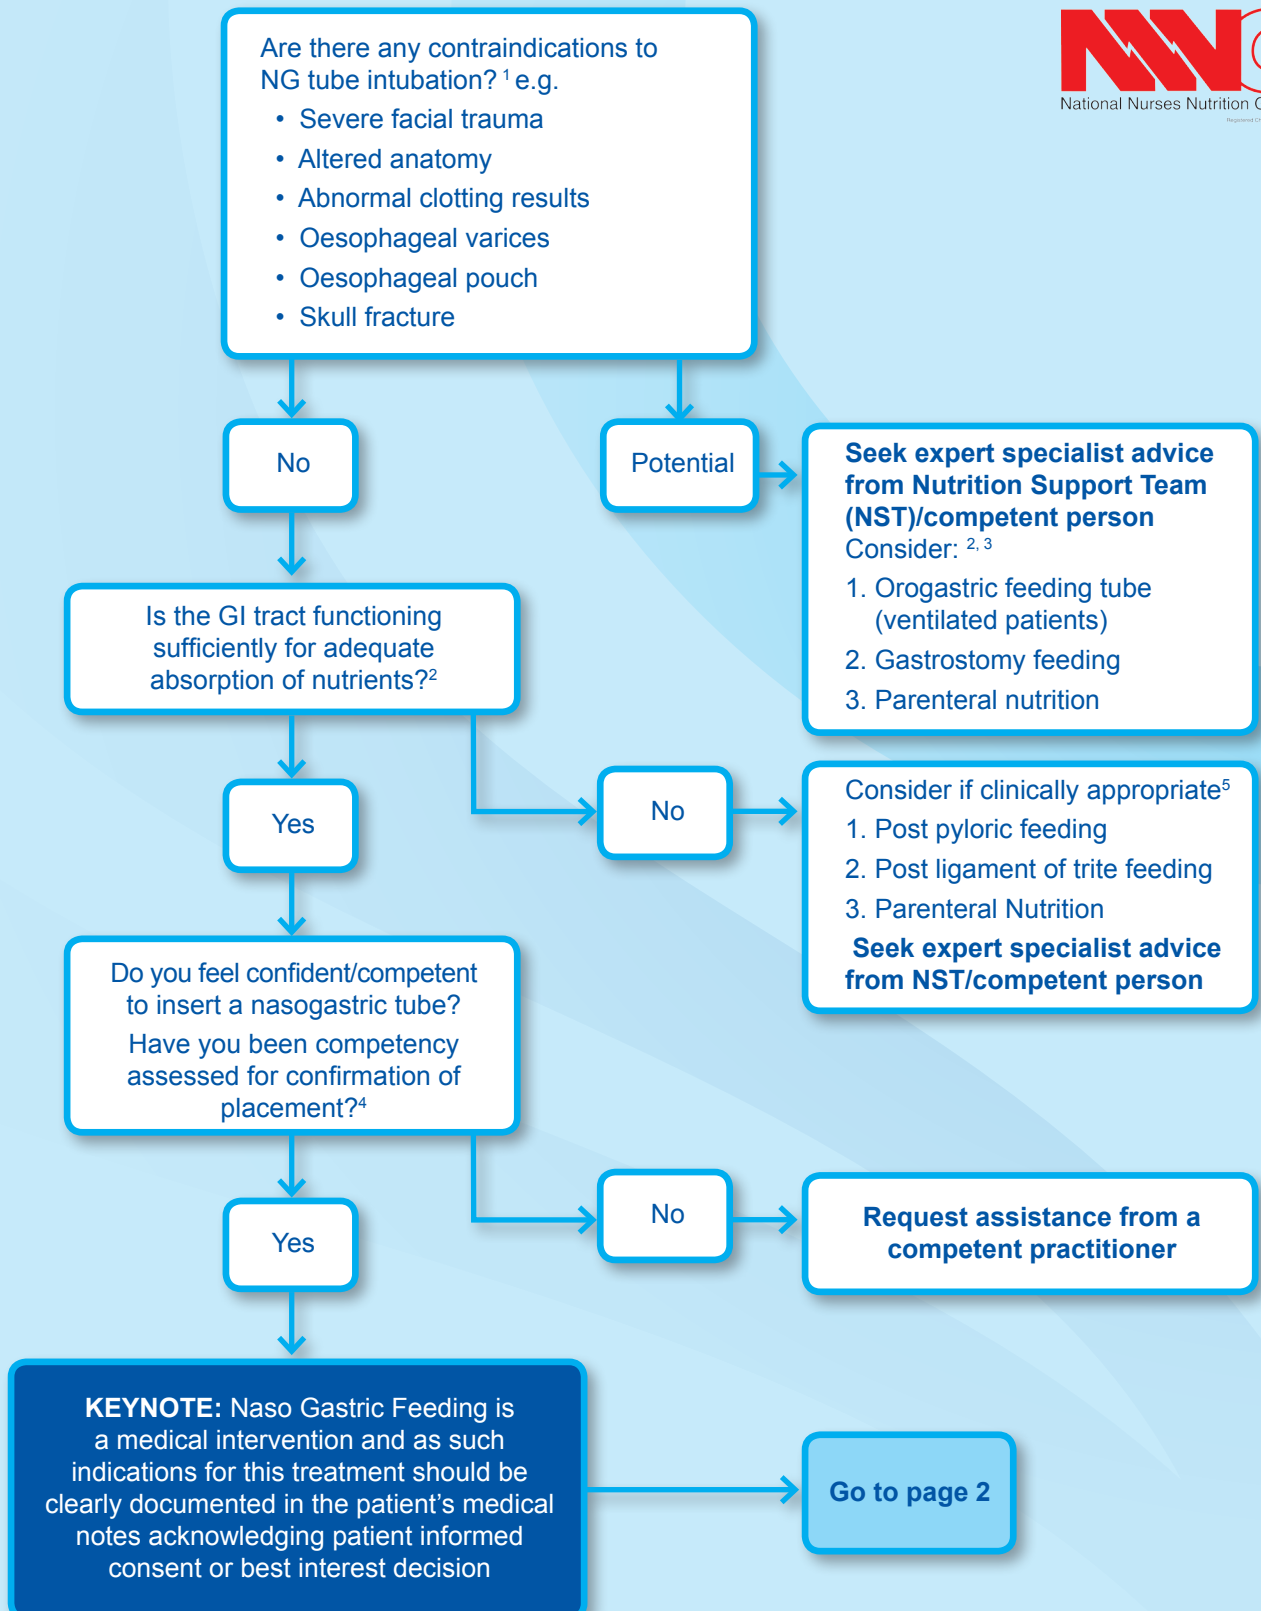 Are there any contraindications to
NG tube intubation? 1 e.g.
• Severe facial trauma
• Altered anatomy
• Abnormal clotting results
• Oesophageal varices
• Oesophageal pouch
• Skull fracture
NNG
National Nurses Nutrition G
No
Potential
Seek expert specialist advice
from Nutrition Support Team
(NST)/competent person
Consider: 2, 3
1. Orogastric feeding tube
(ventilated patients)
2. Gastrostomy feeding
3. Parenteral nutrition
Is the GI tract functioning
sufficiently for adequate
absorption of nutrients?2
Yes
No
Consider if clinically appropriate5
1. Post pyloric feeding
2. Post ligament of trite feeding
3. Parenteral Nutrition
Seek expert specialist advice
from NST/competent person
Do you feel confident/competent
to insert a nasogastric tube?
Have you been competency
assessed for confirmation of
placement?4
Yes
No
Request assistance from a
competent practitioner
KEYNOTE: Naso Gastric Feeding is
a medical intervention and as such
indications for this treatment should be
clearly documented in the patient's medical
notes acknowledging patient informed
consent or best interest decision
Go to page 2